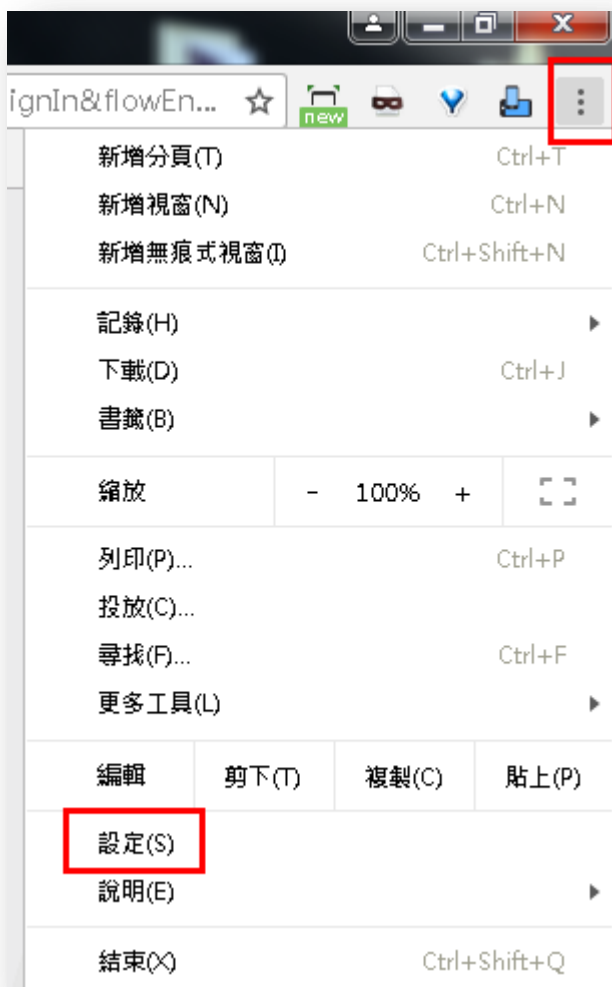 ignIn&flowEn...
new
新增分頁(T) Ctrl+T
新增視窗(N) Ctrl+N
新增無痕式視窗(I) Ctrl+Shift+N
記錄(H)
下載(D) Ctrl+J
書籤(B)
縮放 - 100% +
列印(P)... Ctrl+P
投放(C)...
尋找(F)... Ctrl+F
更多工具(L)
編輯 剪下(T) 複製(C) 貼上(P)
設定(S)
說明(E)
結束(X) Ctrl+Shift+Q